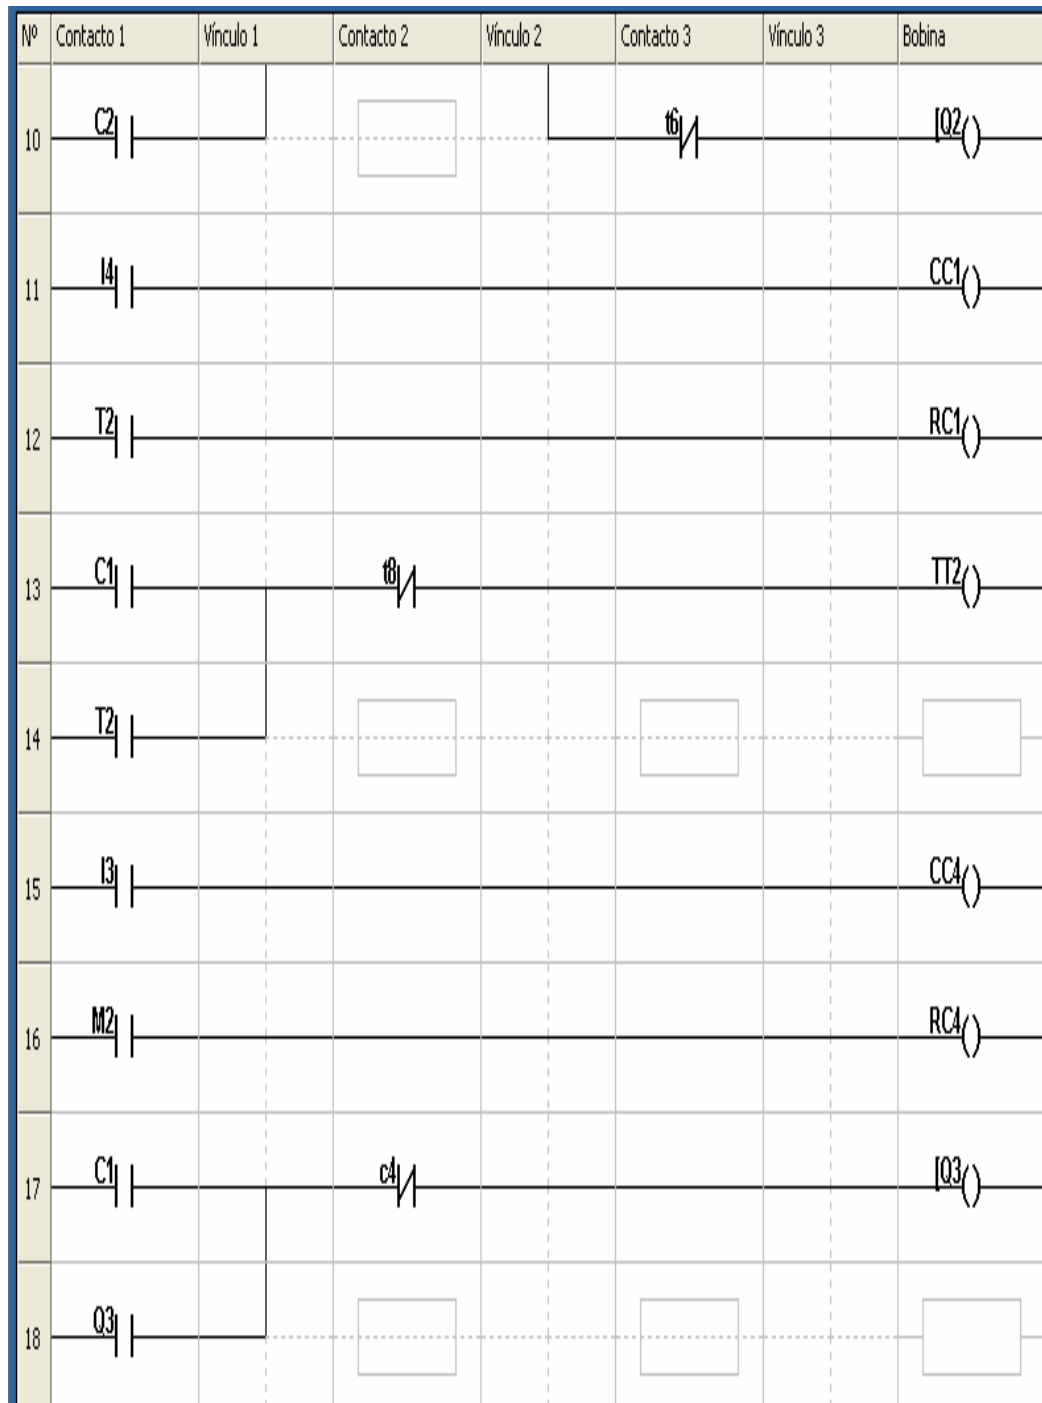 Nº Contacto 1 Vínculo 1 Contacto 2 Vínculo 2 Contacto 3 Vínculo 3 Bobina
10 C2 t6 [Q2
11 I4 CC1
12 T2 RC1
13 C1 t8 TT2
14 T2
15 I3 CC4
16 M2 RC4
17 C1 c4 [Q3
18 Q3